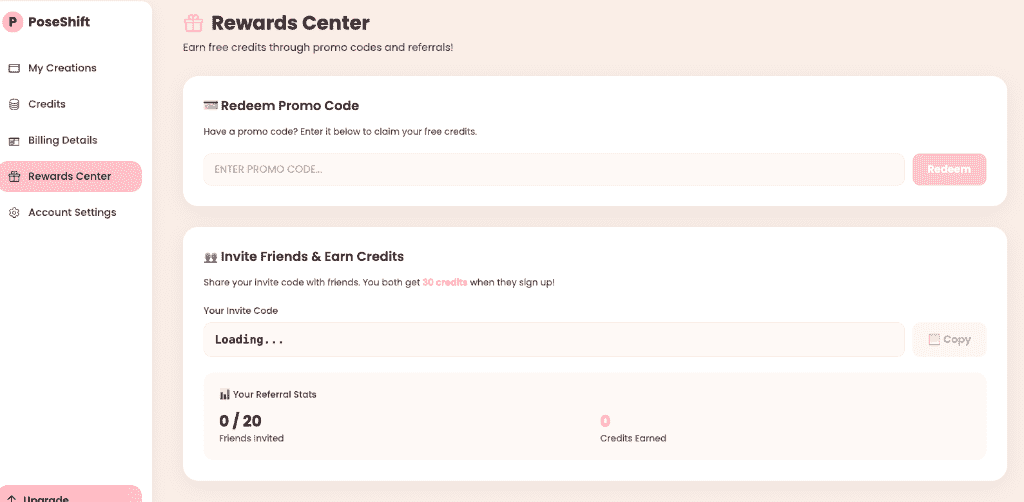 P PoseShift
My Creations
Credits
Billing Details
Rewards Center
Account Settings
Upgrade
Rewards Center
Earn free credits through promo codes and referrals!
Redeem Promo Code
Have a promo code? Enter it below to claim your free credits.
ENTER PROMO CODE...
Redeem
Invite Friends & Earn Credits
Share your invite code with friends. You both get 30 credits when they sign up!
Your Invite Code
Loading...
Copy
Your Referral Stats
0 / 20
Friends Invited
0
Credits Earned